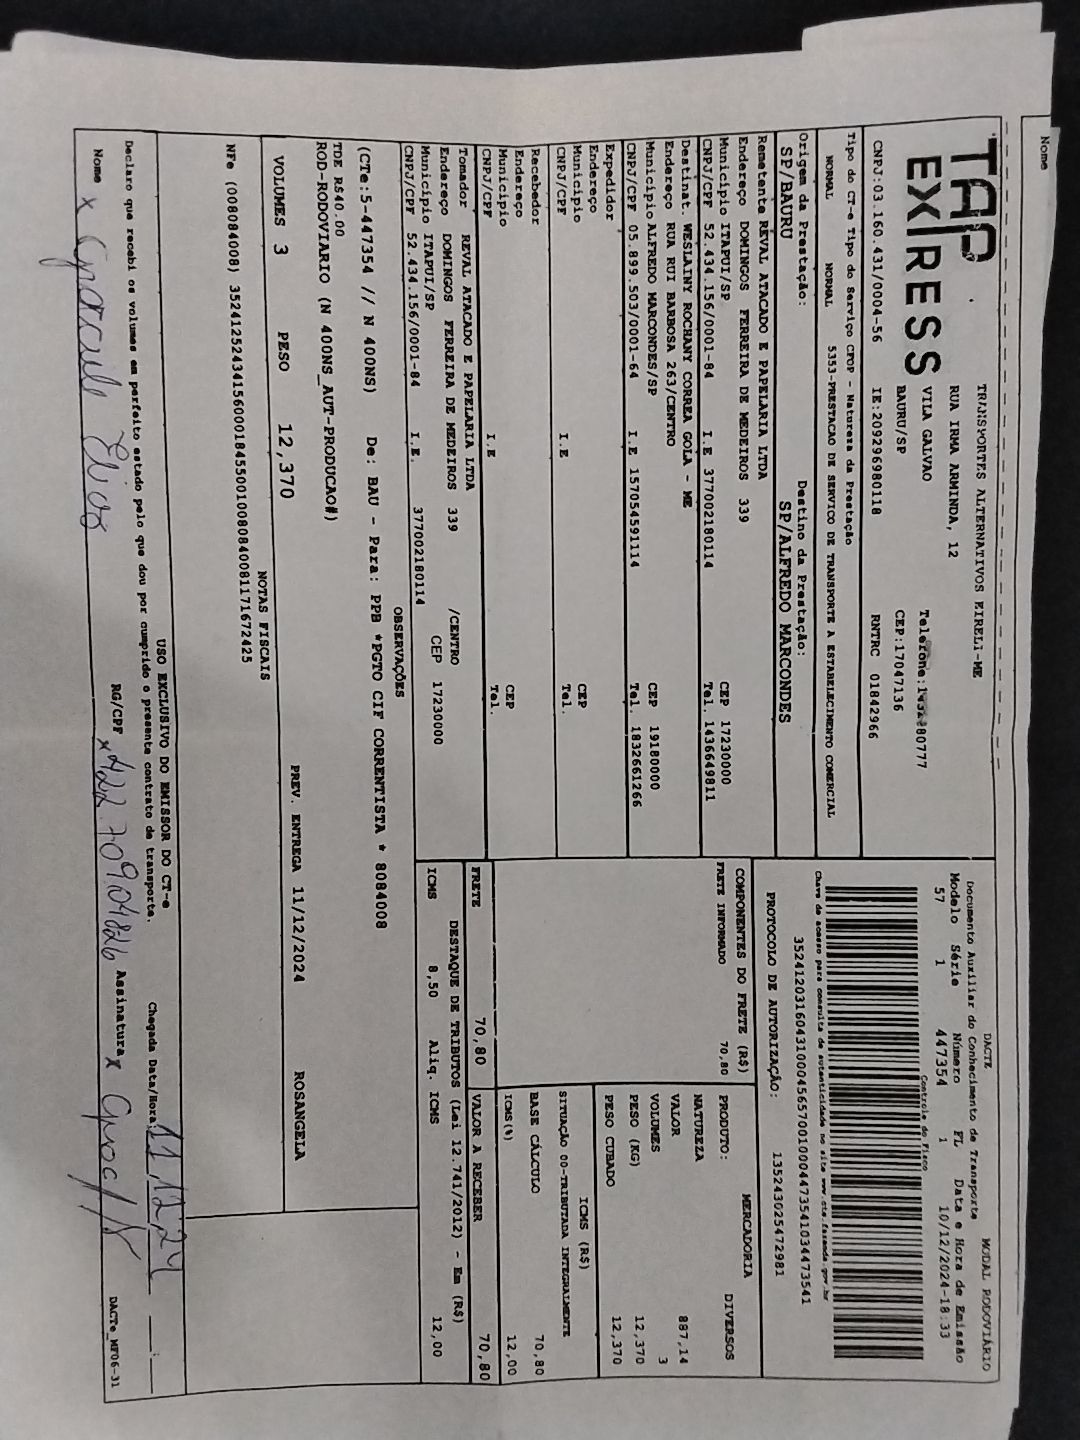 Nome
TAP EXPRESS
TRANSPORTES ALTERNATIVOS EIRELI-ME
RUA IRMA ARMINDA, 12
VILA GALVAO
BAURU/SP
CEP:17047136
CNPJ:03.160.431/0004-56 IE:209296980118 RNTRC 01842966
DACTE MODAL RODOVIÁRIO
Documento Auxiliar do Conhecimento de Transporte
Modelo Série Número FL Data e Hora de Emissão
57 1 447354 1 10/12/2024-18:33
Controle do Fisco
Chave de acesso para consulta de autenticidade no site www.cte.fazenda.gov.br
PROTOCOLO DE AUTORIZAÇÃO: 135243025472981
Tipo do CT-e Tipo do Serviço CFOP - Natureza da Prestação
NORMAL NORMAL 5353-PRESTACAO DE SERVICO DE TRANSPORTE A ESTABELECIMENTO COMERCIAL
Origem da Prestação: Destino da Prestação:
SP/BAURU SP/ALFREDO MARCONDES
Remetente REVAL ATACADO E PAPELARIA LTDA
Endereço DOMINGOS FERREIRA DE MEDEIROS 339
Município ITAPUI/SP CEP 17230000
CNPJ/CPF 52.434.156/0001-84 I.E 377002180114 Tel. 1436649811
Destinat. WESLAINY ROCHANY CORREA GOLA - ME
Endereço RUA RUI BARBOSA 263/CENTRO
Município ALFREDO MARCONDES/SP CEP 19180000
CNPJ/CPF 05.899.503/0001-64 I.E 157054591114 Tel. 1832661266
Expedidor
Endereço
Município CEP
CNPJ/CPF I.E Tel.
Recebedor
Endereço
Município CEP
CNPJ/CPF I.E Tel.
Tomador REVAL ATACADO E PAPELARIA LTDA
Endereço DOMINGOS FERREIRA DE MEDEIROS 339 /CENTRO
Município ITAPUI/SP CEP 17230000
CNPJ/CPF 52.434.156/0001-84 I.E. 377002180114
COMPONENTES DO FRETE (R$)
FRETE INFORMADO 70,80
MERCADORIA
PRODUTO: DIVERSOS
NATUREZA
VALOR 887,14
VOLUMES 3
PESO (KG) 12,370
PESO CUBADO 12,370
ICMS (R$)
SITUAÇÃO 00-TRIBUTADA INTEGRALMENTE
BASE CÁLCULO 70,80
ICMS(%) 12,00
FRETE 70,80 VALOR A RECEBER 70,80
DESTAQUE DE TRIBUTOS (Lei 12.741/2012) - Em (R$)
ICMS 8,50 Aliq. ICMS 12,00
OBSERVAÇÕES
(CTe:5-447354 // N 400NS) De: BAU - Para: PPB *PGTO CIF CORRENTISTA * 8084008
TDE R$40.00
ROD-RODOVIARIO (N 400NS_AUT-PRODUCAO#)
VOLUMES 3 PESO 12,370 PREV. ENTREGA 11/12/2024 ROSANGELA
NOTAS FISCAIS
NFe (008084008) 35241252434156000184550010080840081171672425
USO EXCLUSIVO DO EMISSOR DO CT-e
Declaro que recebi os volumes em perfeito estado pelo que dou por cumprido o presente contrato de transporte.
Chegada Data/Hora 11/12/24
Nome x RG/CPF x Assinatura x
DACTe_MF06-31